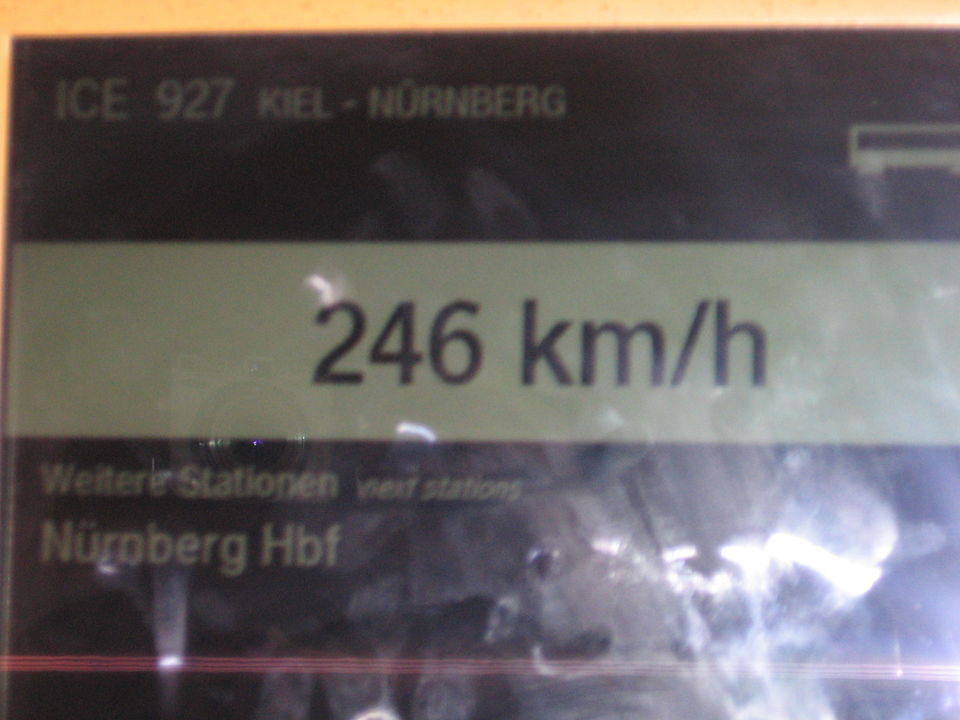 ICE 927 KIEL - NÜRNBERG
246 km/h
Weitere Stationen next stations
Nürnberg Hbf